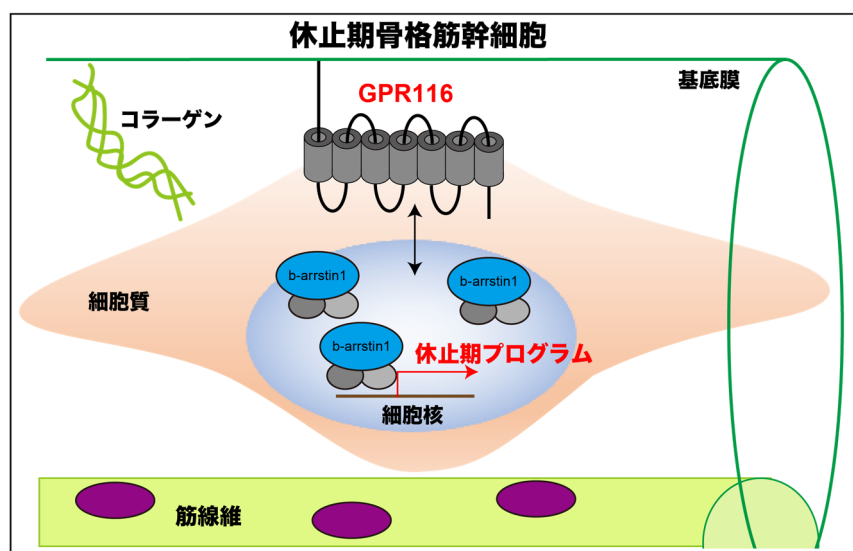 休止期骨格筋幹細胞
GPR116
基底膜
コラーゲン
b-arrstin1
b-arrstin1
細胞質
b-arrstin1
休止期プログラム
細胞核
筋線維